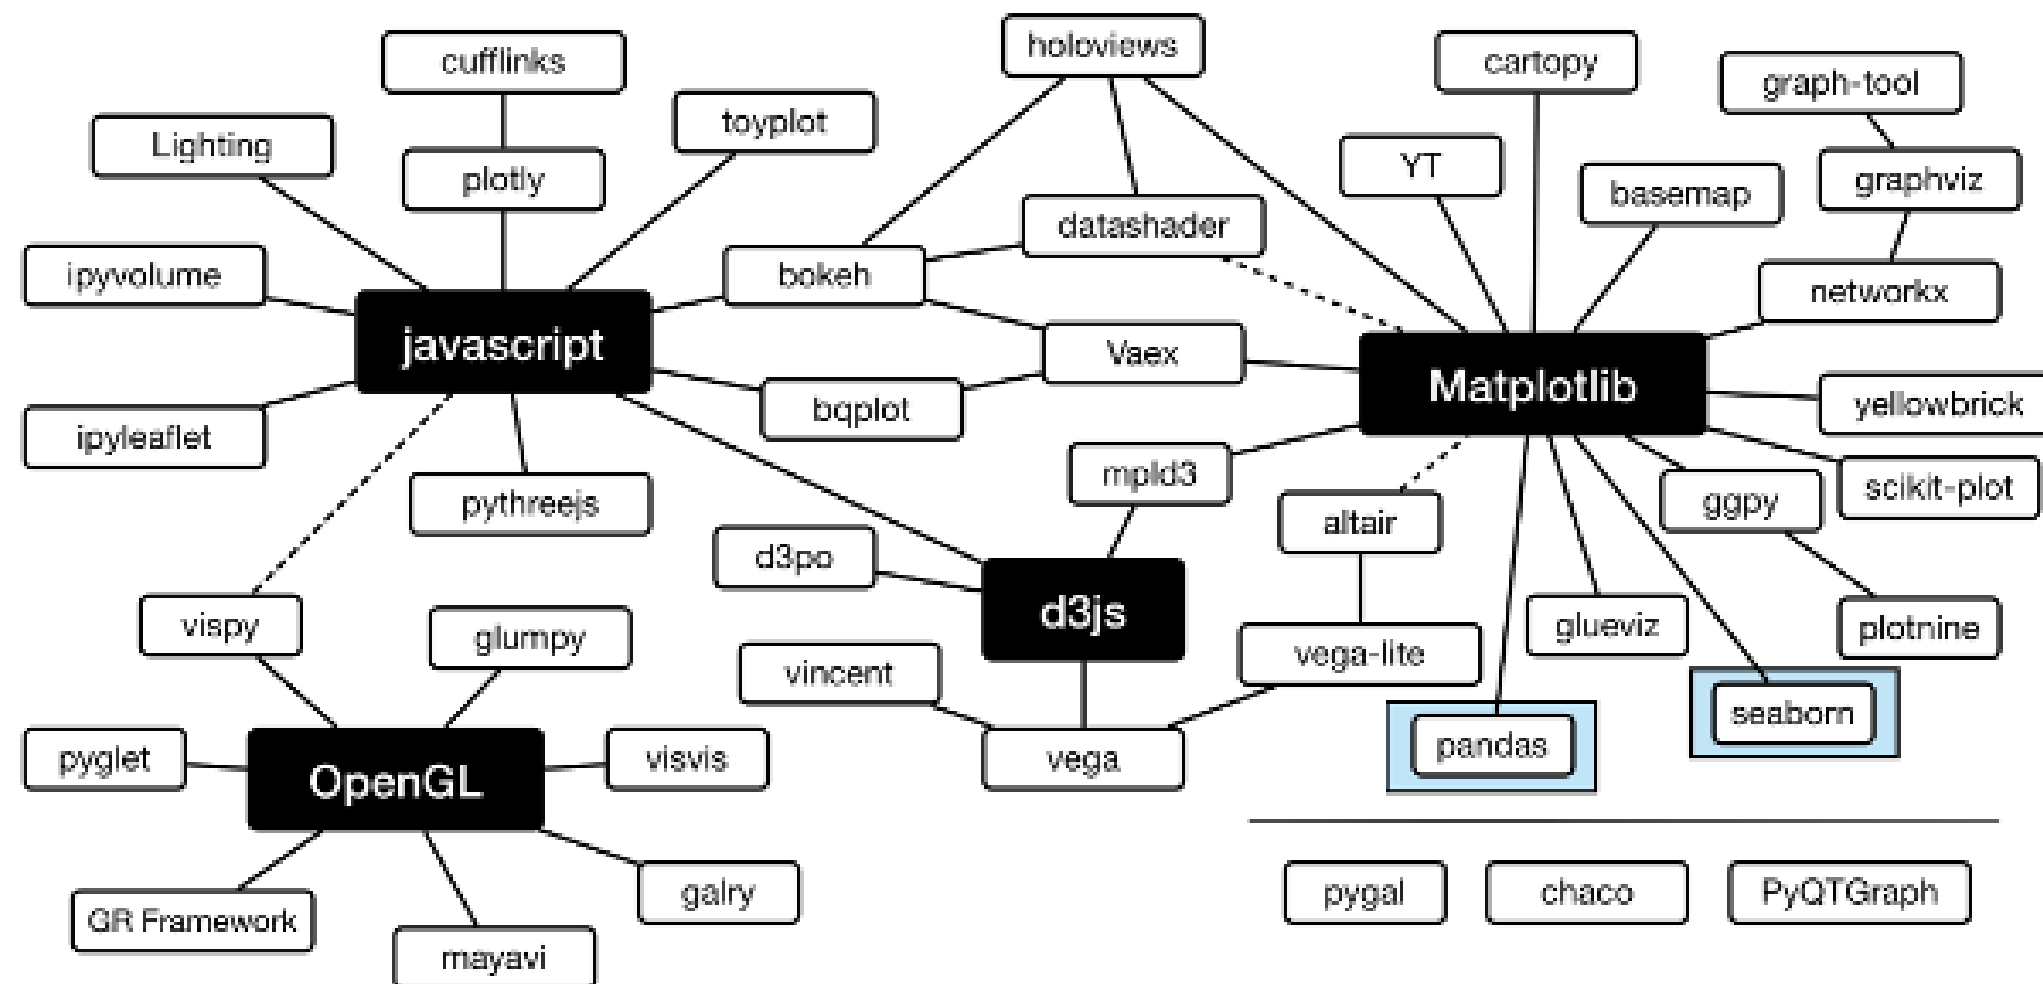 holoviews
cufflinks
cartopy
graph-tool
toyplot
Lighting
plotly
YT
basemap
graphviz
datashader
ipyvolume
bokeh
networkx
javascript
Vaex
Matplotlib
yellowbrick
bqplot
ipyleaflet
mpld3
scikit-plot
ggpy
pythreejs
altair
d3po
d3js
vispy
glumpy
glueviz
plotnine
vega-lite
vincent
seaborn
pandas
pyglet
OpenGL
visvis
vega
galry
pygal
chaco
PyQTGraph
GR Framework
mayavi